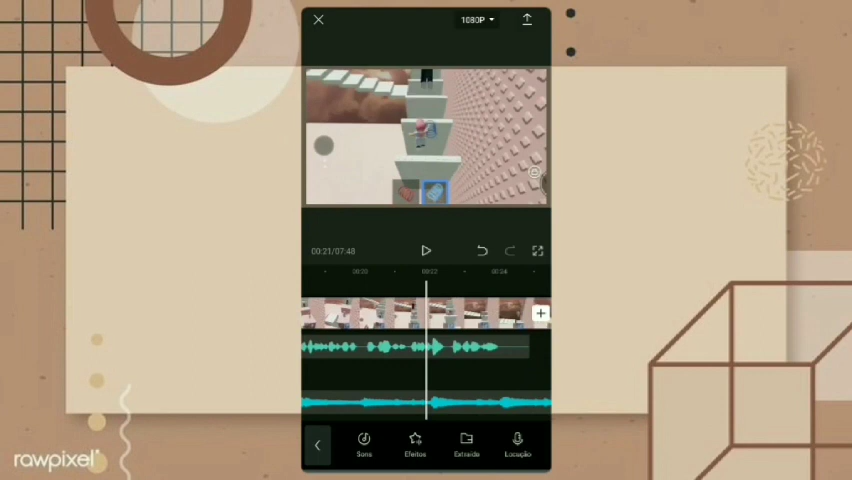 1080P
00:21/07:48
00:20
00:22
00:24
Sons
Efeitos
Extraído
Locução
rawpixel